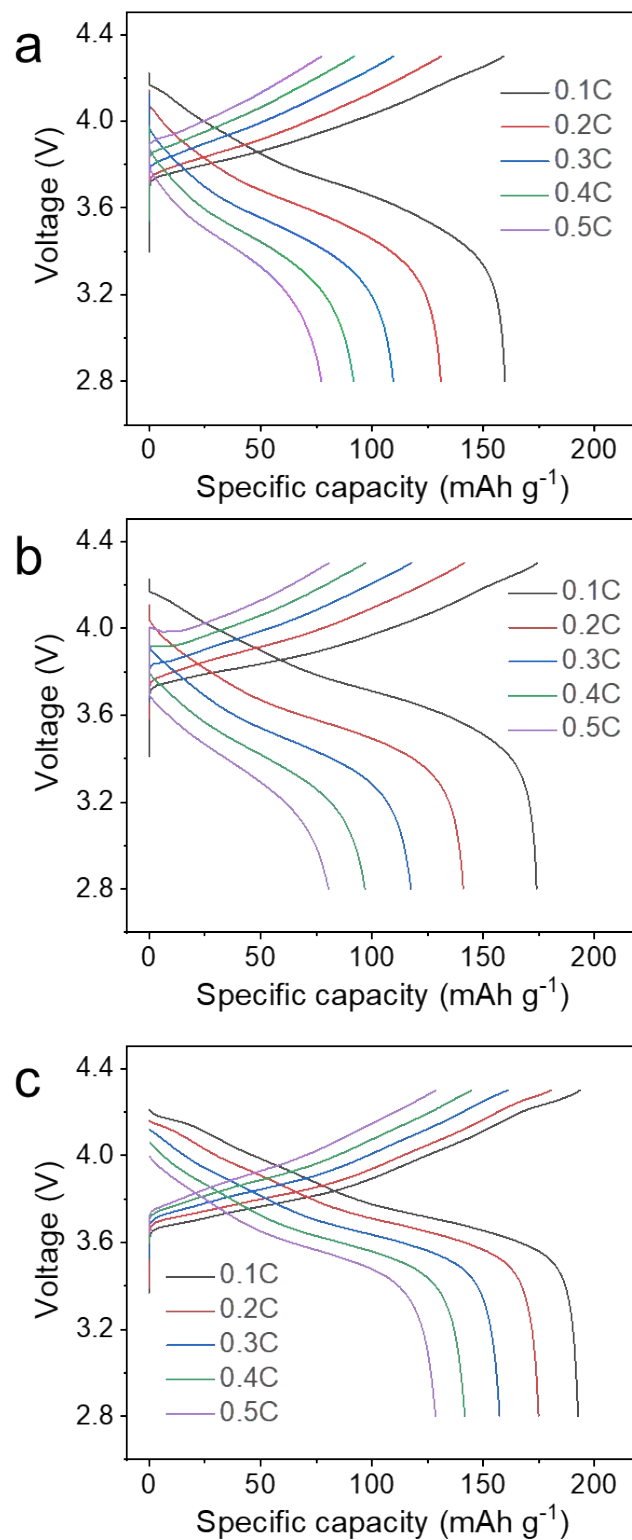 a
4.4
4.0
3.6
3.2
2.8
Voltage (V)
0.1C
0.2C
0.3C
0.4C
0.5C
0 50 100 150 200
Specific capacity (mAh g⁻¹)
b
4.4
4.0
3.6
3.2
2.8
Voltage (V)
0.1C
0.2C
0.3C
0.4C
0.5C
0 50 100 150 200
Specific capacity (mAh g⁻¹)
c
4.4
4.0
3.6
3.2
2.8
Voltage (V)
0.1C
0.2C
0.3C
0.4C
0.5C
0 50 100 150 200
Specific capacity (mAh g⁻¹)